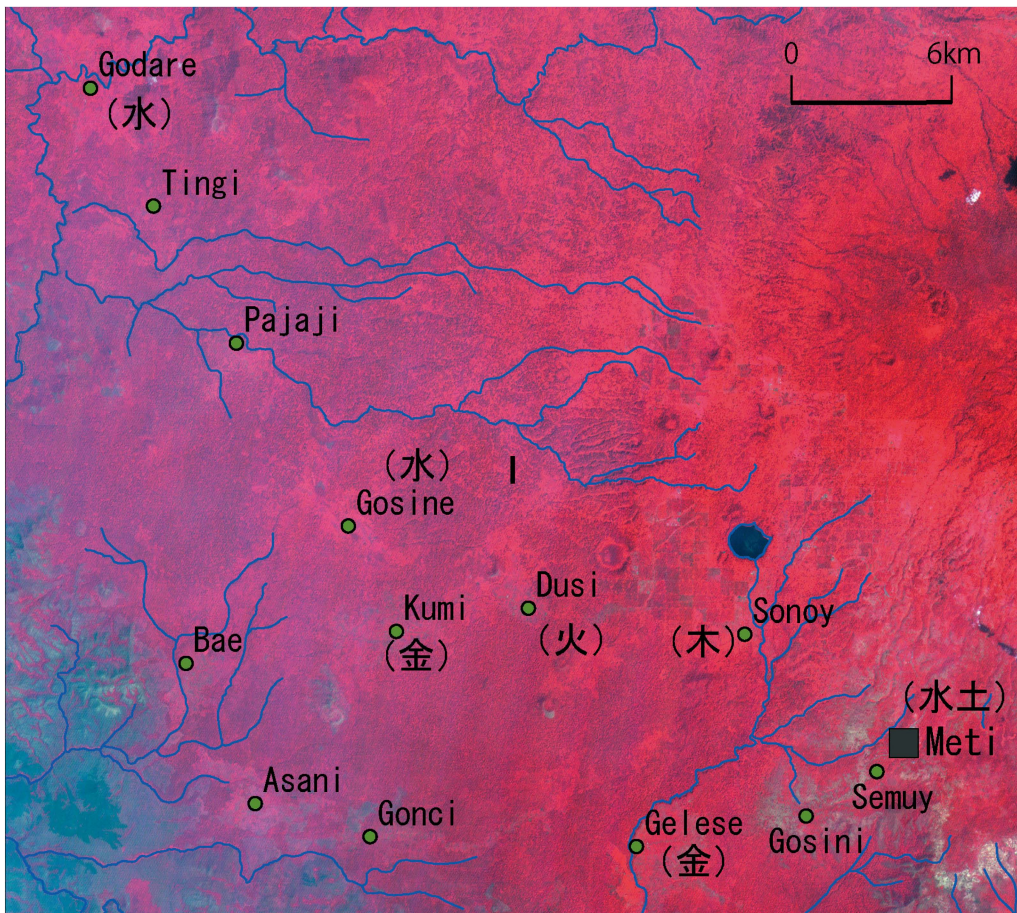 0 6km
Godare
(水)
Tingi
Pajaji
(水)
Gosine
Dusi
(火)
Kumi
(金)
Sonoy
(木)
Bae
(水土)
Meti
Semuy
Asani
Gonci
Gelese
(金)
Gosini